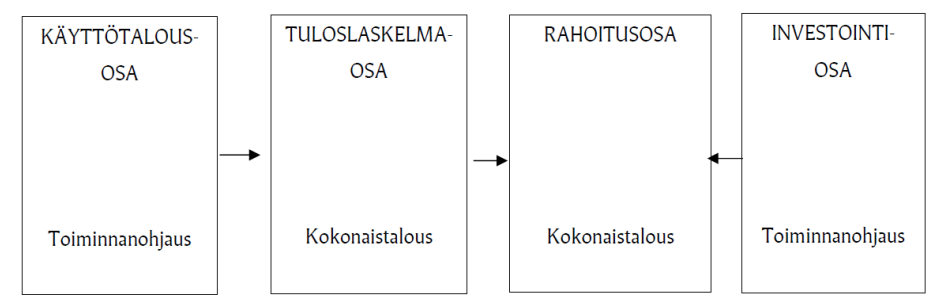 KÄYTTÖTALOUS-
OSA
Toiminnanohjaus
TULOSLASKELMA-
OSA
Kokonaistalous
RAHOITUSOSA
Kokonaistalous
INVESTOINTI-
OSA
Toiminnanohjaus